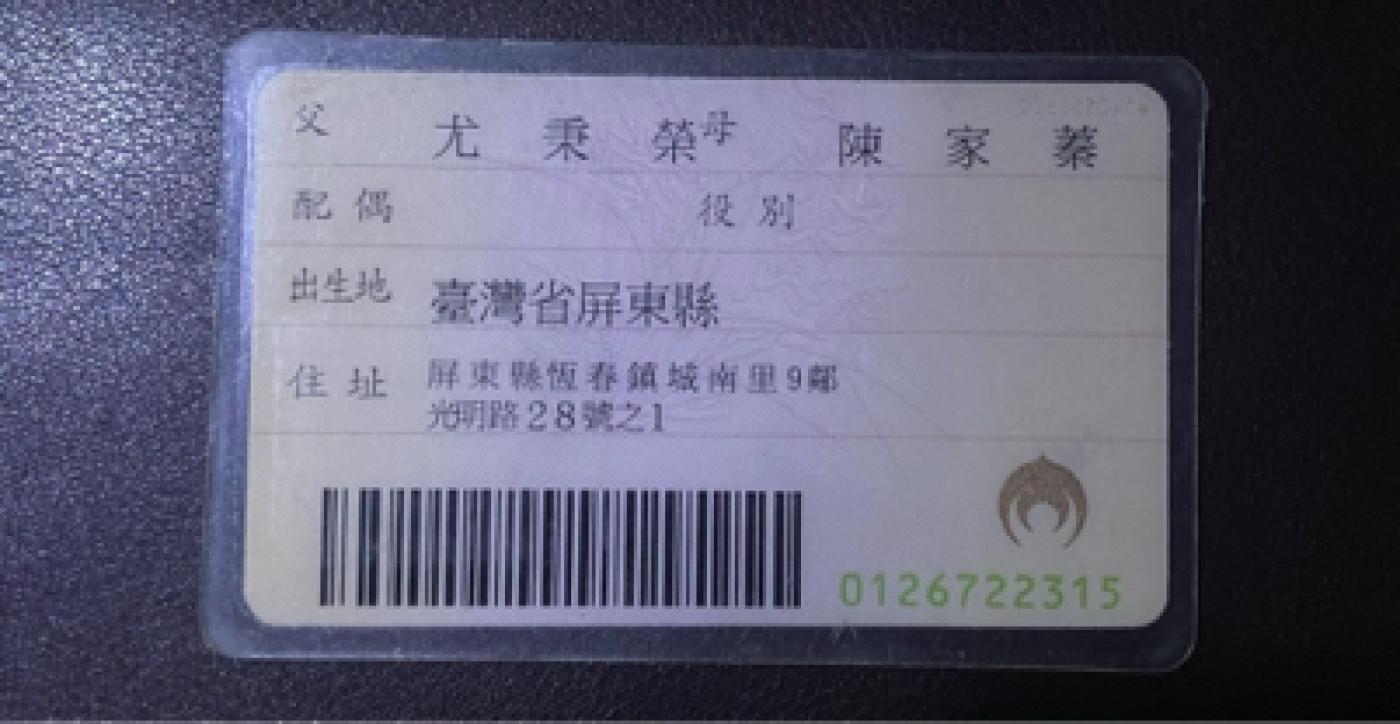 父 尤秉榮 母 陳家蓁
配偶 役別
出生地 臺灣省屏東縣
住址 屏東縣恆春鎮城南里9鄰
光明路28號之1
0126722315